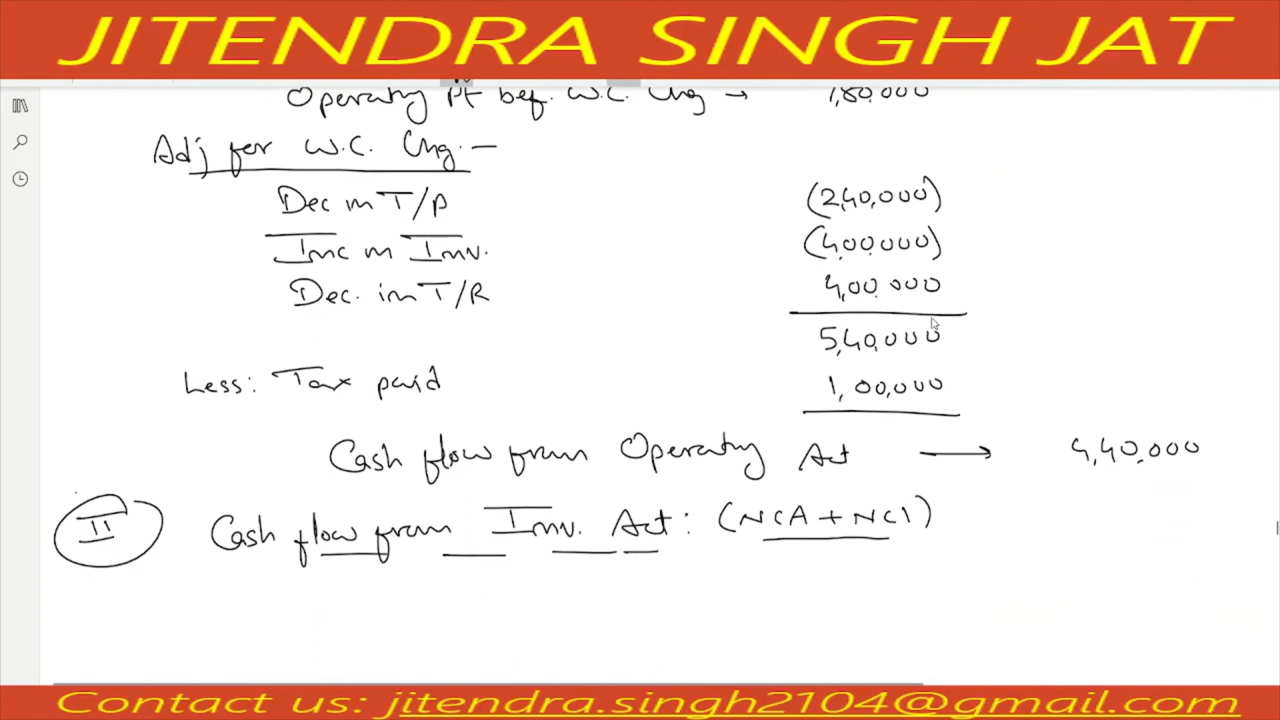 JITENDRA SINGH JAT
Operatig Pt bef. W.C. Chg → 1,80.000
Adj for W.C. Chg. —
Dec in T/P (2,40,000)
Inc in Inv. (4,00,000)
Dec. in T/R 4,00.000
5,40,000
Less: Tax paid 1,00,000
Cash flow from Operatig Act → 4,40,000
II Cash flow from Inv. Act: (NCA + NCI)
Contact us: jitendra.singh2104@gmail.com